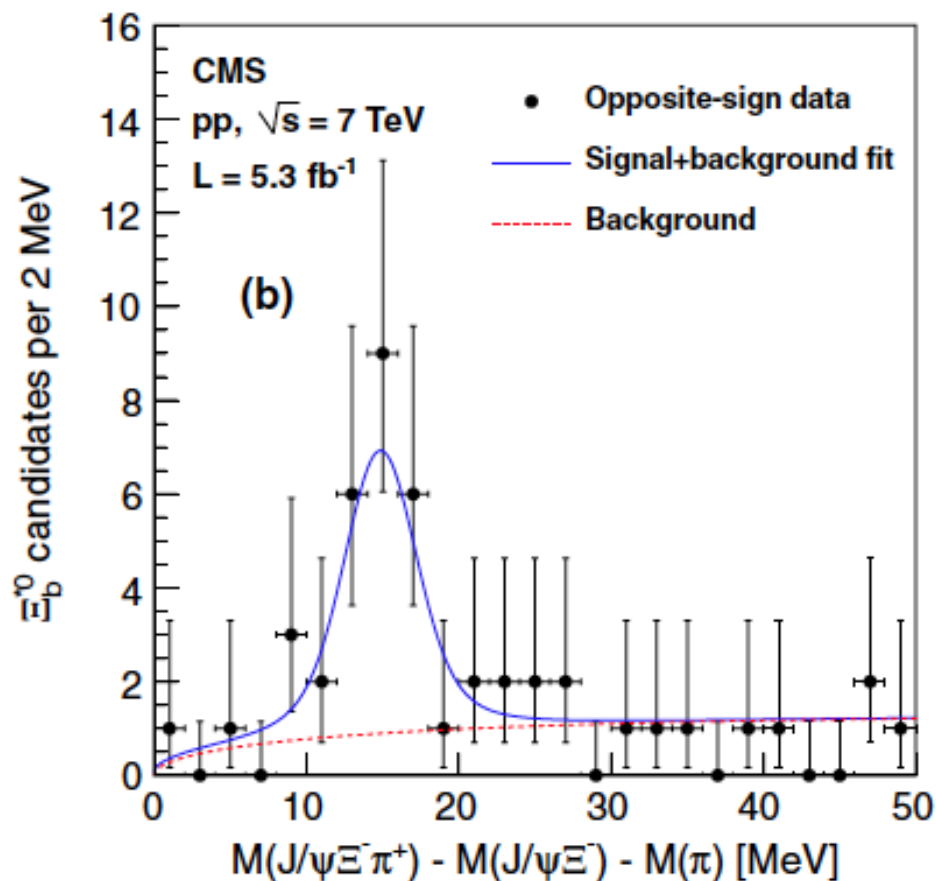 16
14
12
10
8
6
4
2
0
Ξb*0 candidates per 2 MeV
CMS
pp, √s = 7 TeV
L = 5.3 fb-1
(b)
Opposite-sign data
Signal+background fit
Background
0 10 20 30 40 50
M(J/ψΞ-π+) - M(J/ψΞ-) - M(π) [MeV]